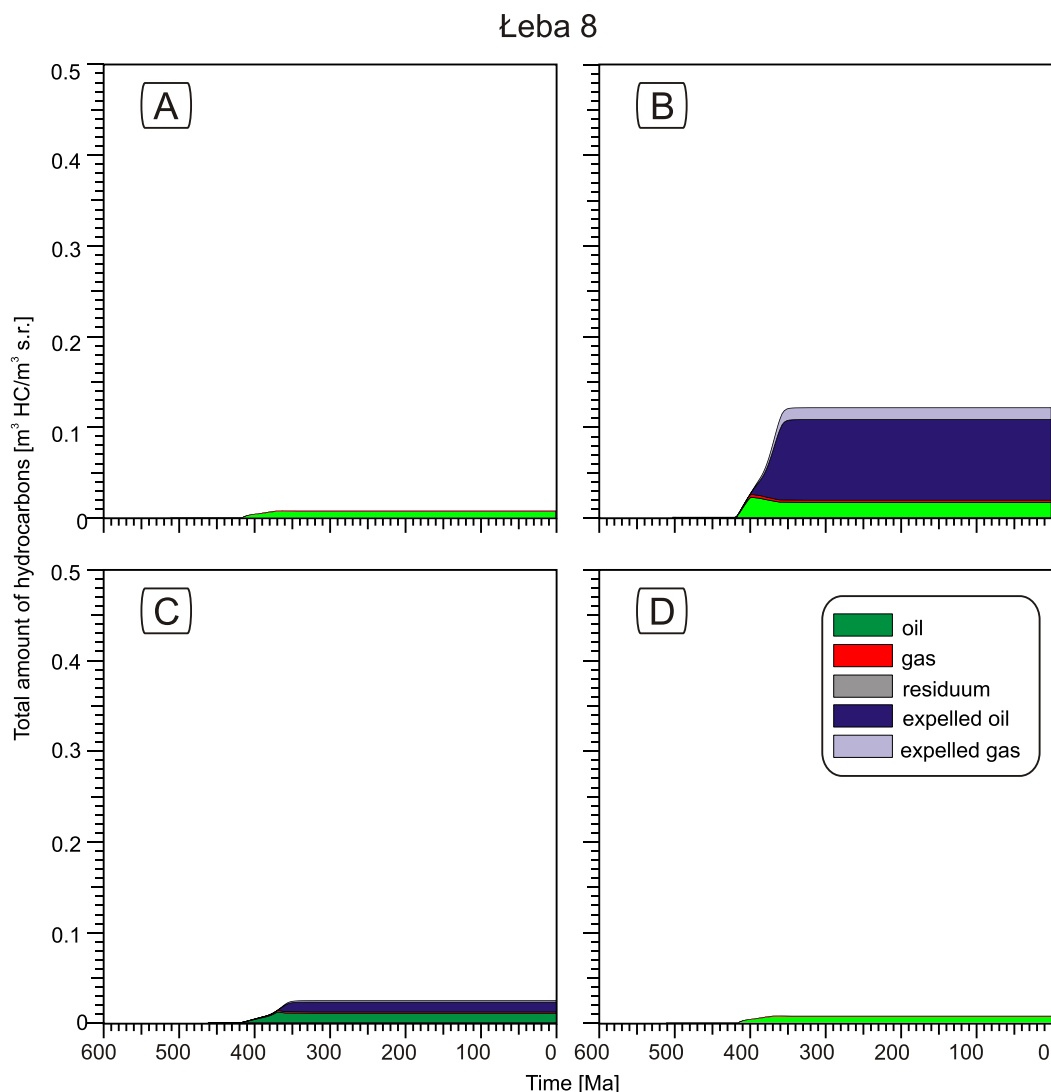 Łeba 8
Total amount of hydrocarbons [m³ HC/m³ s.r.]
A
0.5
0.4
0.3
0.2
0.1
0
B
C
0.5
0.4
0.3
0.2
0.1
0
600 500 400 300 200 100 0
D
oil
gas
residuum
expelled oil
expelled gas
600 500 400 300 200 100 0
Time [Ma]